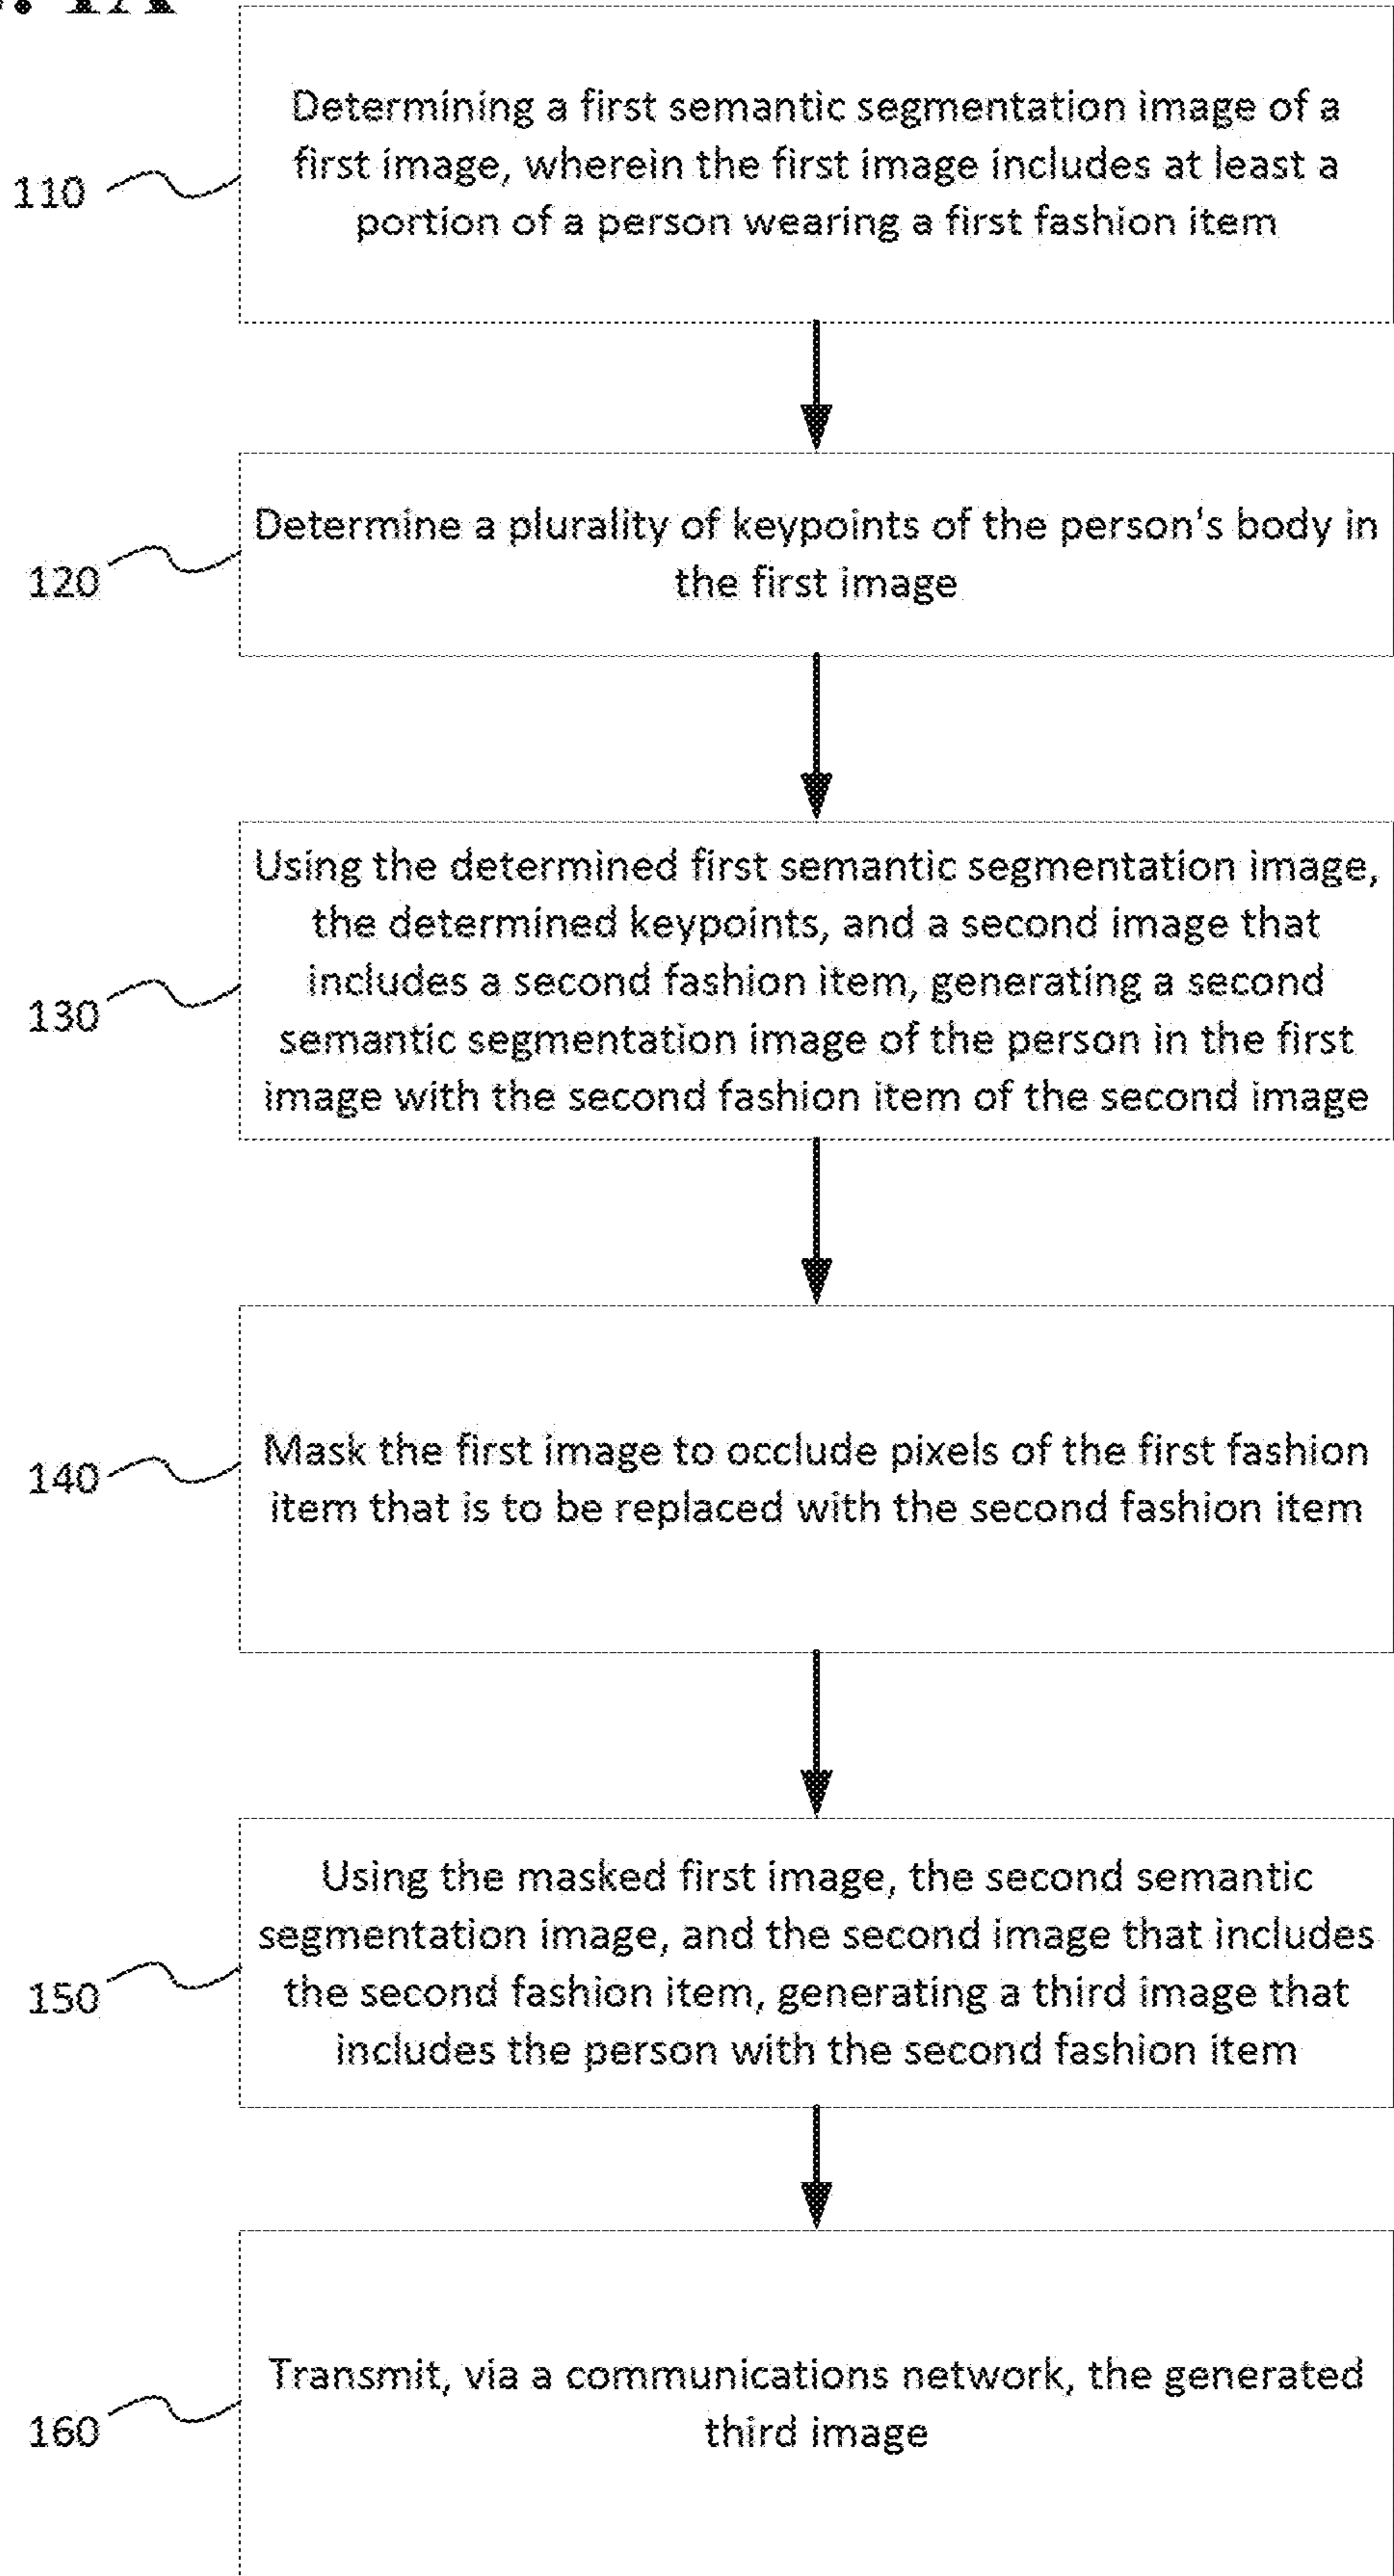 Determining a first semantic segmentation image of a
first image, wherein the first image includes at least a
portion of a person wearing a first fashion item
110
Determine a plurality of keypoints of the person's body in
the first image
120
Using the determined first semantic segmentation image,
the determined keypoints, and a second image that
includes a second fashion item, generating a second
semantic segmentation image of the person in the first
image with the second fashion item of the second image
130
Mask the first image to occlude pixels of the first fashion
item that is to be replaced with the second fashion item
140
Using the masked first image, the second semantic
segmentation image, and the second image that includes
the second fashion item, generating a third image that
includes the person with the second fashion item
150
Transmit, via a communications network, the generated
third image
160